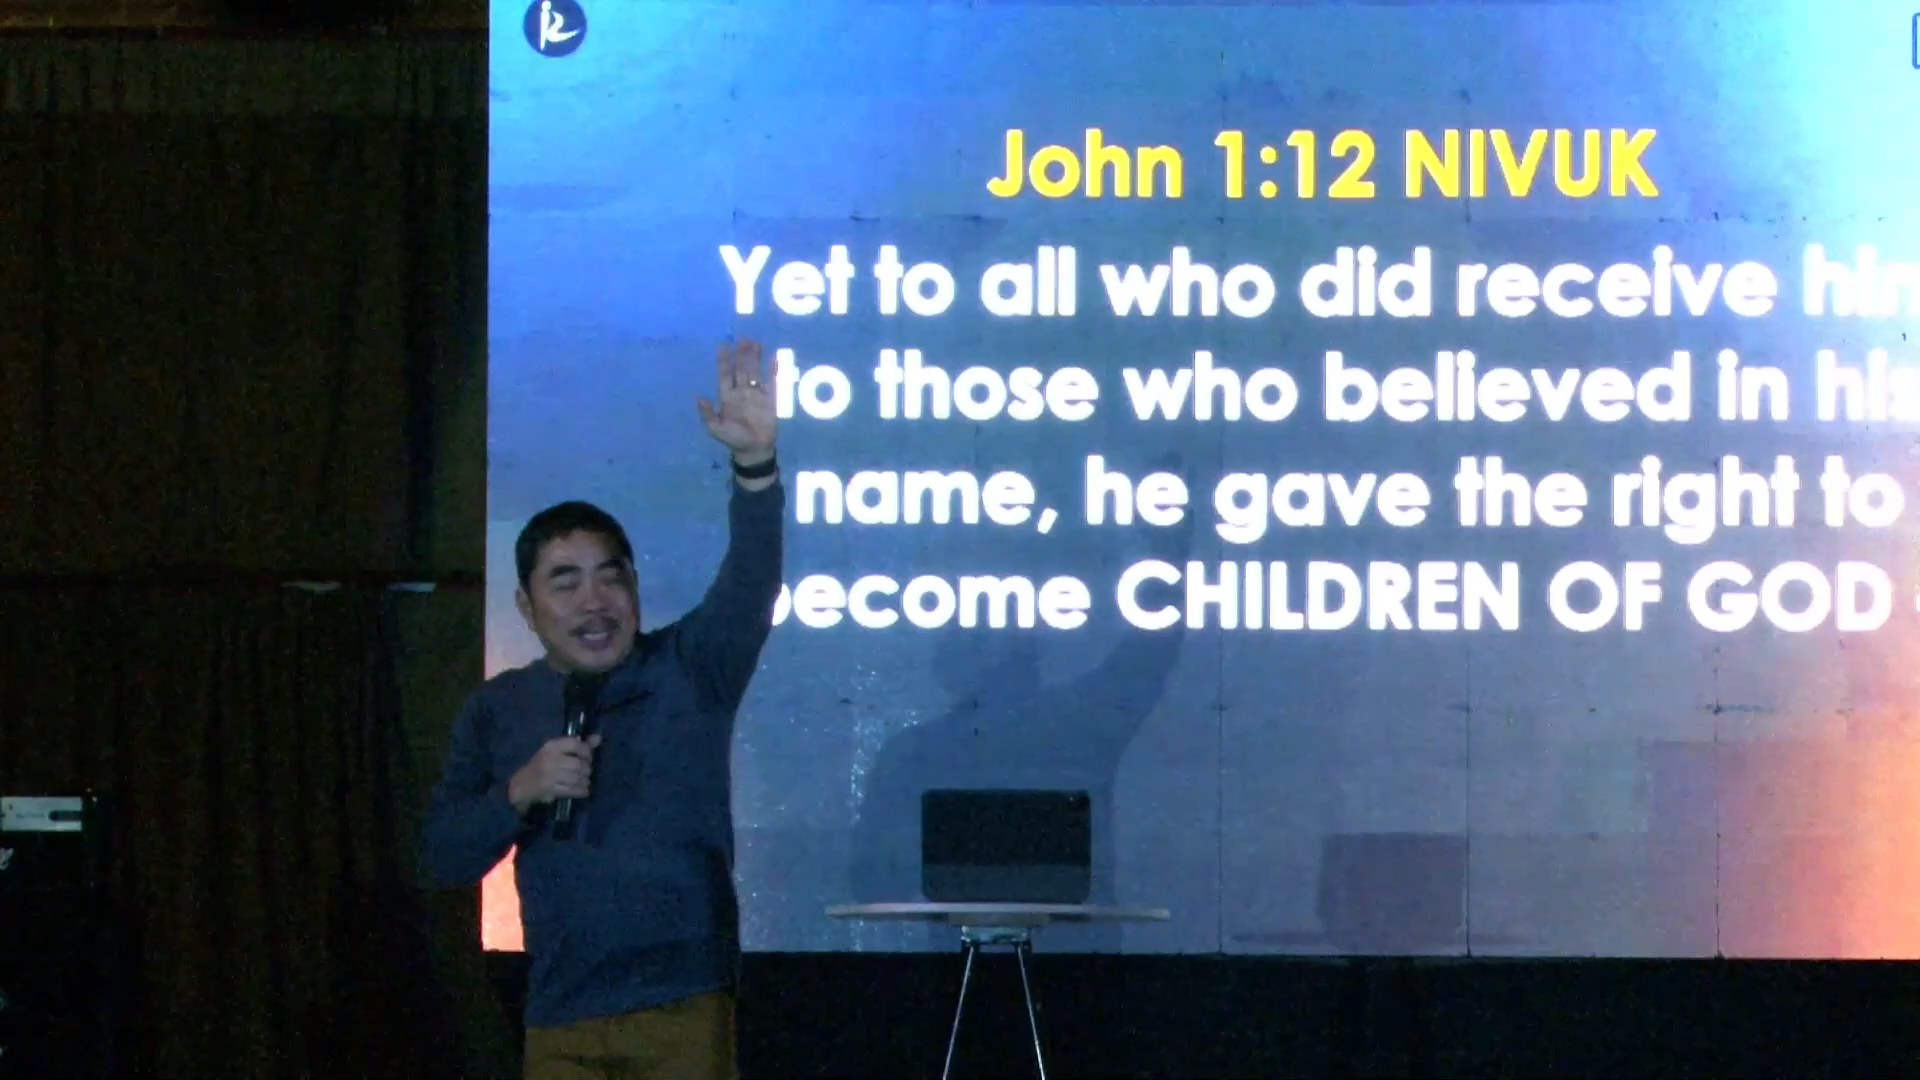 John 1:12 NIVUK
Yet to all who did receive
to those who believed in his
name, he gave the right to
become CHILDREN OF GOD